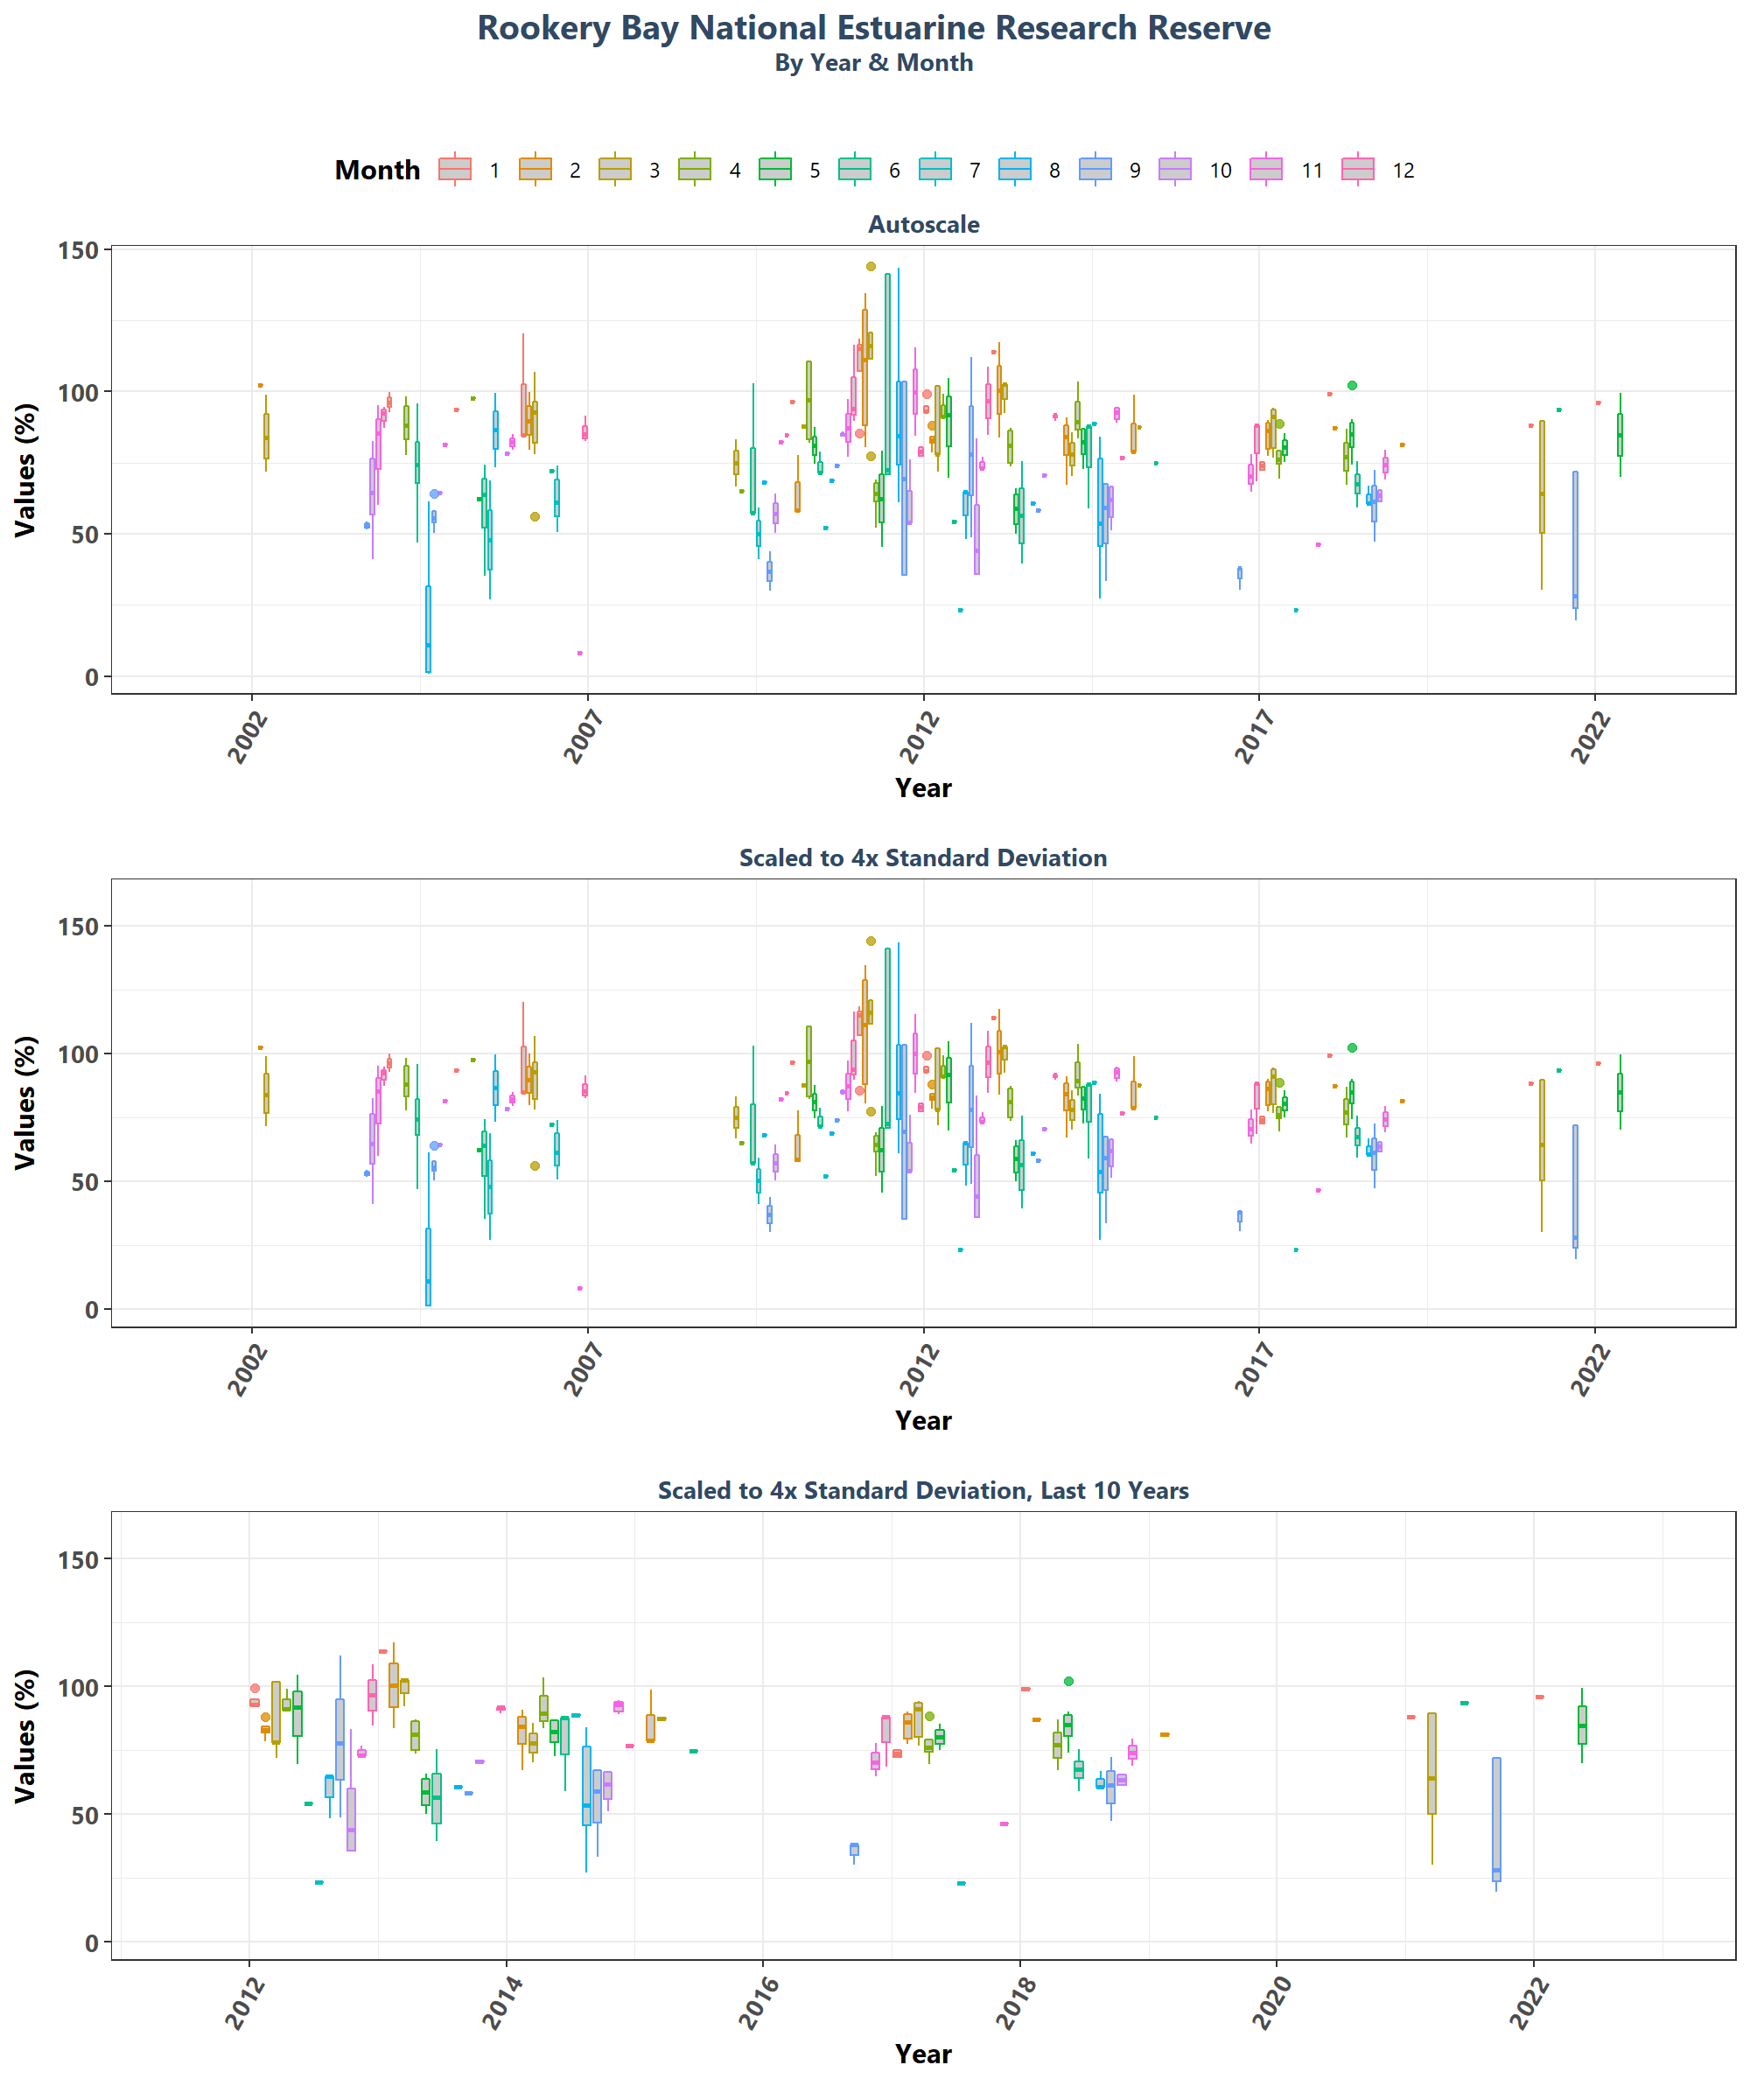 Rookery Bay National Estuarine Research Reserve
By Year & Month
Month 1 2 3 4 5 6 7 8 9 10 11 12
Autoscale
150
100
50
0
Values (%)
2002 2007 2012 2017 2022
Year
Scaled to 4x Standard Deviation
150
100
50
0
Values (%)
2002 2007 2012 2017 2022
Year
Scaled to 4x Standard Deviation, Last 10 Years
150
100
50
0
Values (%)
2012 2014 2016 2018 2020 2022
Year